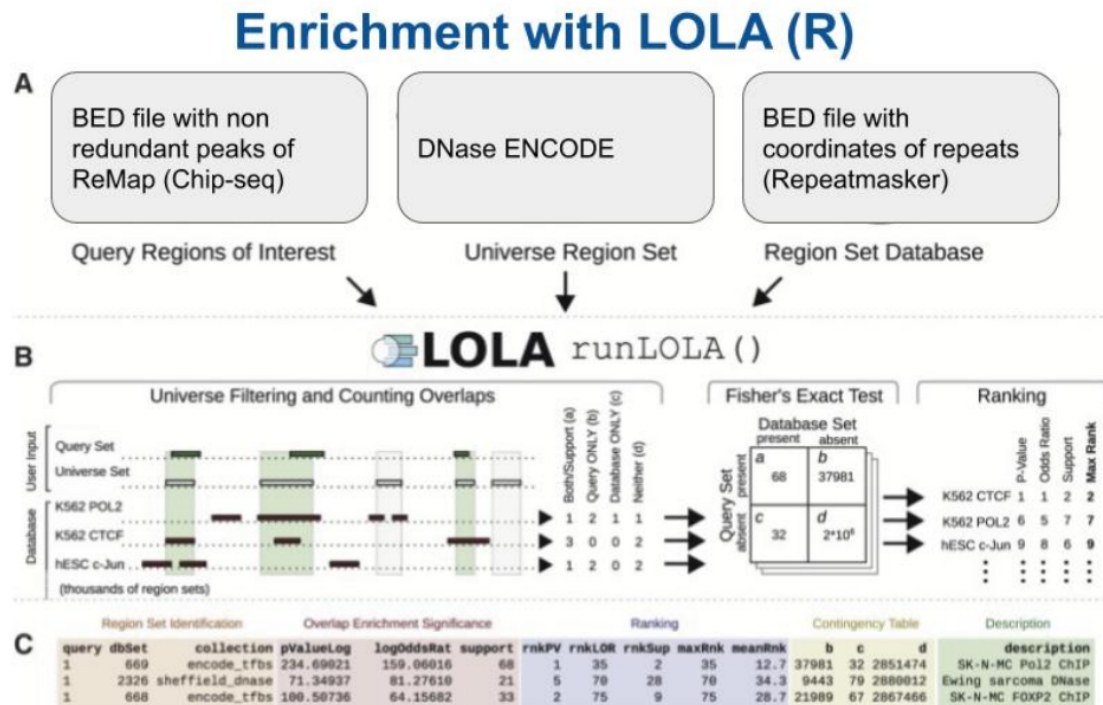 Enrichment with LOLA (R)
A
BED file with non
redundant peaks of
ReMap (Chip-seq)
DNase ENCODE
BED file with
coordinates of repeats
(Repeatmasker)
Query Regions of Interest
Universe Region Set
Region Set Database
B
LOLA runLOLA()
Universe Filtering and Counting Overlaps
Fisher's Exact Test
Ranking
User Input
Query Set
Universe Set
Database
K562 POL2
K562 CTCF
hESC c-Jun
(thousands of region sets)
Both/Support (a)
Query ONLY (b)
Database ONLY (c)
Neither (d)
1 2 1 1
3 0 0 2
1 2 0 2
Database Set
present absent
Query Set
present
absent
a b
68 37981
c d
32 2*10⁶
P-Value
Odds Ratio
Support
Max Rank
K562 CTCF 1 1 2 2
K562 POL2 6 5 7 7
hESC c-Jun 9 8 6 9
C
Region Set Identification Overlap Enrichment Significance Ranking Contingency Table Description
query dbSet collection pValueLog logOddsRat support rnkPV rnkLOR rnkSup maxRnk meanRnk b c d description
1 669 encode_tfbs 234.69021 159.06016 68 1 35 2 35 12.7 37981 32 2851474 SK-N-MC Pol2 ChIP
1 2326 sheffield_dnase 71.34937 81.27610 21 5 70 28 70 34.3 9443 79 2880012 Ewing sarcoma DNase
1 668 encode_tfbs 100.50736 64.15682 33 2 75 9 75 28.7 21989 67 2867466 SK-N-MC FOXP2 ChIP